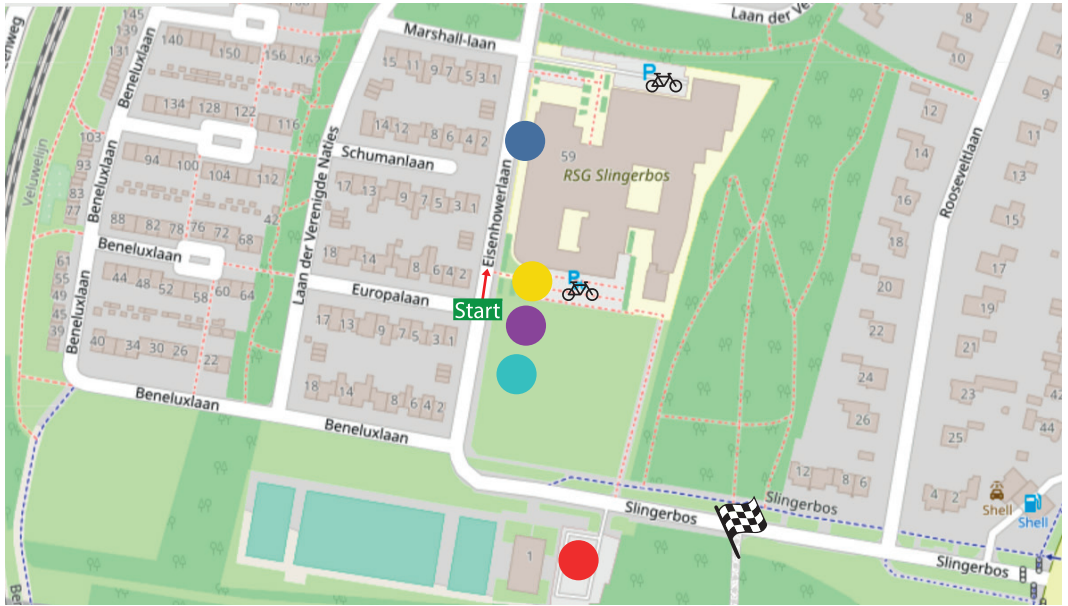 Laan der Ve
Marshall-laan
145
139
131
140
150
156
162
15 11 9 7 5 3 1
134 128 122
116
14 12 8 6 4 2
Beneluxlaan
Schumanlaan
Laan der Verenigde Naties
Eisenhowerlaan
59
RSG Slingerbos
P
8
10
7
9
12
11
14
13
16
15
18
17
20
19
22
21
24
23
26
25
42
44
Rooseveltlaan
103
93
83
77
Veluwelijn
94 100 104 112
Beneluxlaan
17 13 9 7 5 3 1
42
88 82 78 76 72 68
Beneluxlaan
61
55
49
45
39
44 48 52 58 60 64
18 14 8 6 4 2
Europalaan
Start
P
Beneluxlaan
40 34 30 26 22
17 13 9 7 5 3 1
18 14 8 6 4 2
Beneluxlaan
Beneluxlaan
12 8 6
4 2
Slingerbos
Slingerbos
Shell
Shell
Slingerbos
1
Be